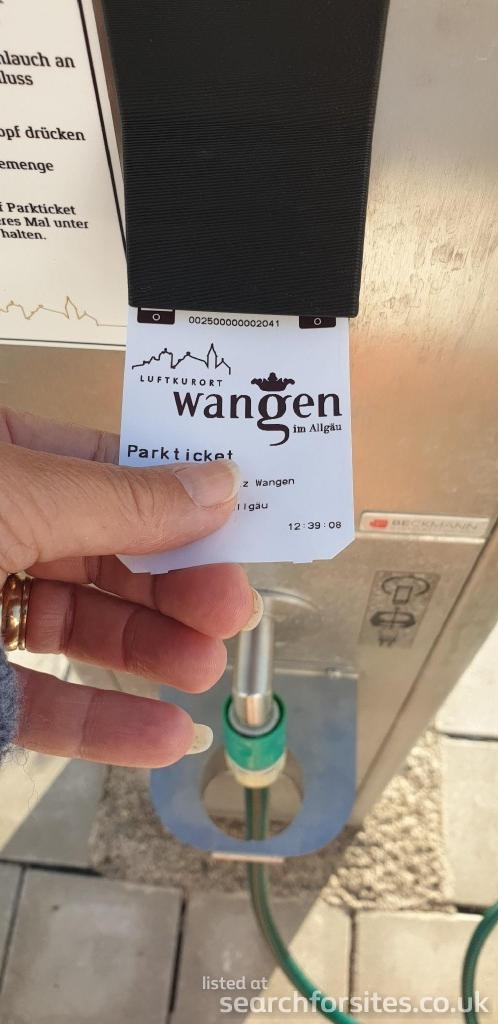 hlauch an
luss
opf drücken
emenge
Parkticket
eres Mal unter
halten.
002500000002041
LUFTKURORT
wangen
im Allgäu
Parkticket
z Wangen
llgäu
12:39:08
BECKMANN
listed at
searchforsites.co.uk